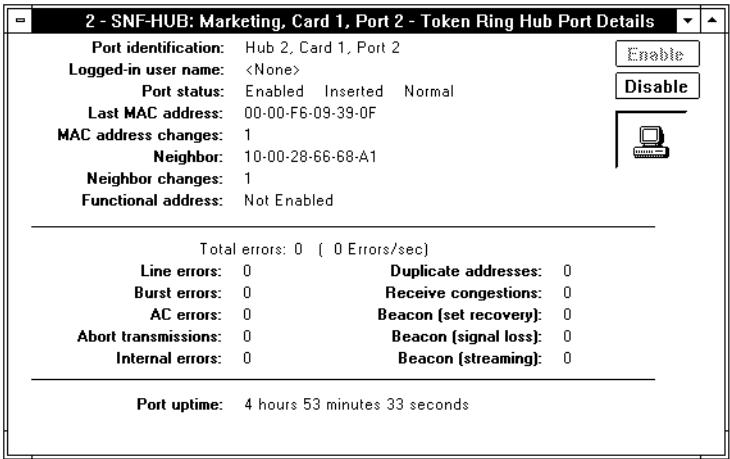 2 - SNF-HUB: Marketing, Card 1, Port 2 - Token Ring Hub Port Details
Port identification: Hub 2, Card 1, Port 2
Enable
Logged-in user name: <None>
Port status: Enabled Inserted Normal
Disable
Last MAC address: 00-00-F6-09-39-0F
MAC address changes: 1
Neighbor: 10-00-28-66-68-A1
Neighbor changes: 1
Functional address: Not Enabled
Total errors: 0 ( 0 Errors/sec)
Line errors: 0 Duplicate addresses: 0
Burst errors: 0 Receive congestions: 0
AC errors: 0 Beacon (set recovery): 0
Abort transmissions: 0 Beacon (signal loss): 0
Internal errors: 0 Beacon (streaming): 0
Port uptime: 4 hours 53 minutes 33 seconds